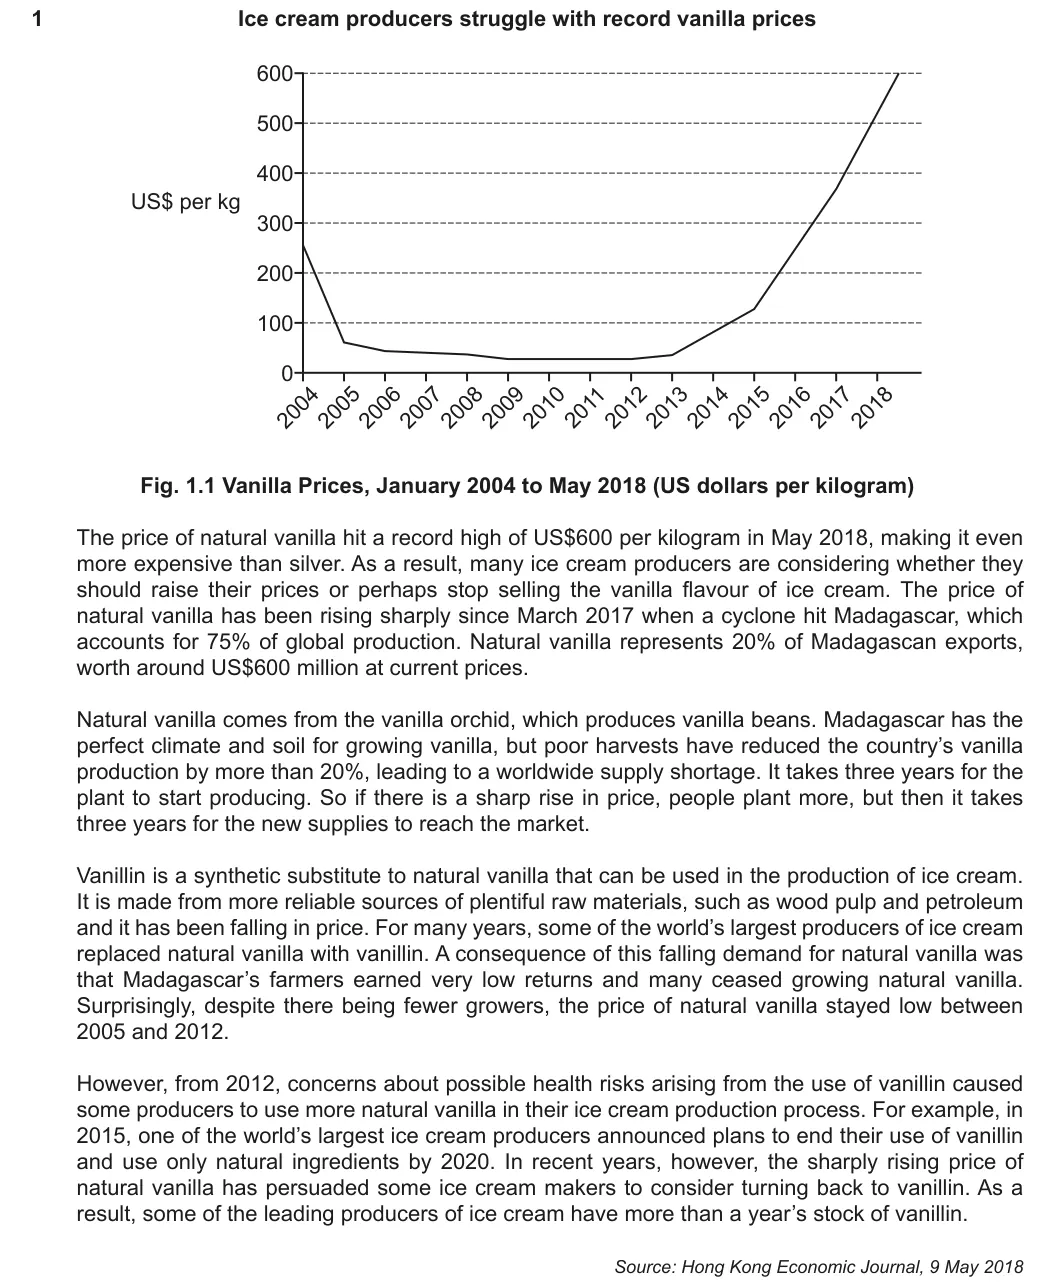 1 Ice cream producers struggle with record vanilla prices
600
500
400
US$ per kg
300
200
100
0
2004 2005 2006 2007 2008 2009 2010 2011 2012 2013 2014 2015 2016 2017 2018
Fig. 1.1 Vanilla Prices, January 2004 to May 2018 (US dollars per kilogram)
The price of natural vanilla hit a record high of US$600 per kilogram in May 2018, making it even
more expensive than silver. As a result, many ice cream producers are considering whether they
should raise their prices or perhaps stop selling the vanilla flavour of ice cream. The price of
natural vanilla has been rising sharply since March 2017 when a cyclone hit Madagascar, which
accounts for 75% of global production. Natural vanilla represents 20% of Madagascan exports,
worth around US$600 million at current prices.
Natural vanilla comes from the vanilla orchid, which produces vanilla beans. Madagascar has the
perfect climate and soil for growing vanilla, but poor harvests have reduced the country’s vanilla
production by more than 20%, leading to a worldwide supply shortage. It takes three years for the
plant to start producing. So if there is a sharp rise in price, people plant more, but then it takes
three years for the new supplies to reach the market.
Vanillin is a synthetic substitute to natural vanilla that can be used in the production of ice cream.
It is made from more reliable sources of plentiful raw materials, such as wood pulp and petroleum
and it has been falling in price. For many years, some of the world’s largest producers of ice cream
replaced natural vanilla with vanillin. A consequence of this falling demand for natural vanilla was
that Madagascar’s farmers earned very low returns and many ceased growing natural vanilla.
Surprisingly, despite there being fewer growers, the price of natural vanilla stayed low between
2005 and 2012.
However, from 2012, concerns about possible health risks arising from the use of vanillin caused
some producers to use more natural vanilla in their ice cream production process. For example, in
2015, one of the world’s largest ice cream producers announced plans to end their use of vanillin
and use only natural ingredients by 2020. In recent years, however, the sharply rising price of
natural vanilla has persuaded some ice cream makers to consider turning back to vanillin. As a
result, some of the leading producers of ice cream have more than a year’s stock of vanillin.
Source: Hong Kong Economic Journal, 9 May 2018